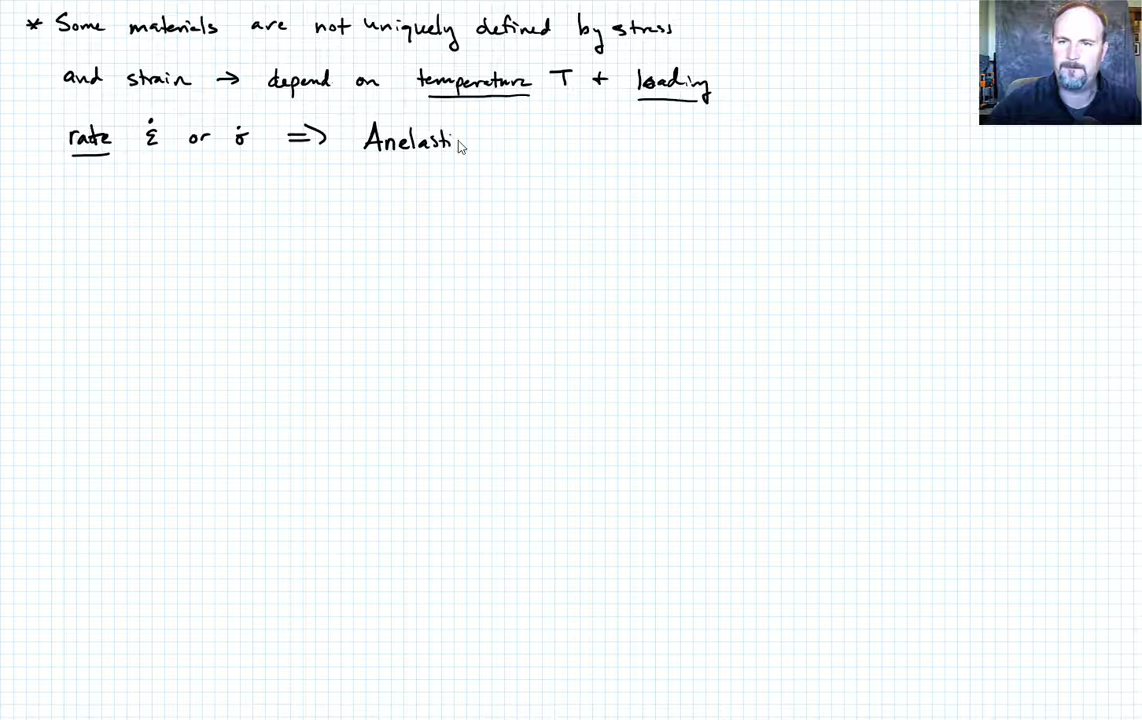 * Some materials are not uniquely defined by stress
and strain → depend on temperature T + loading
rate ε̇ or σ̇ => Anelasti